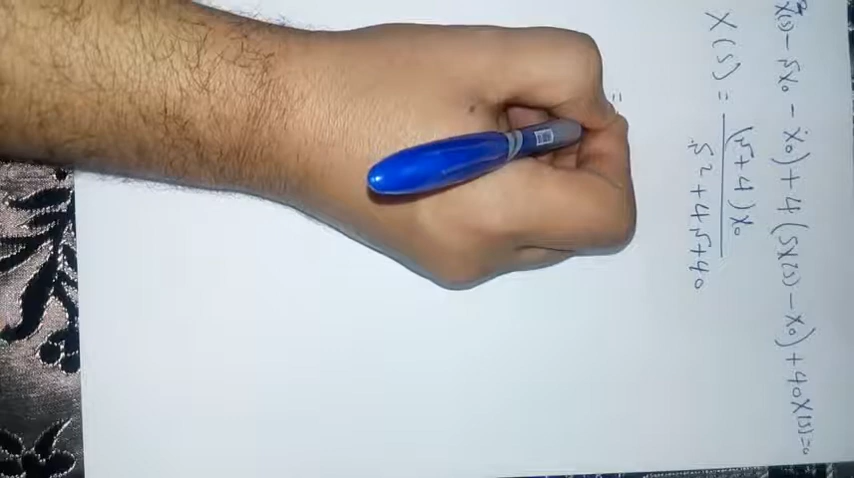 s²X(s) - sx₀ - ẋ₀) + 4 (sX(s) - x₀) + 40X(s) = 0
X(s) = (s+4)x₀
s² + 4s + 40
=